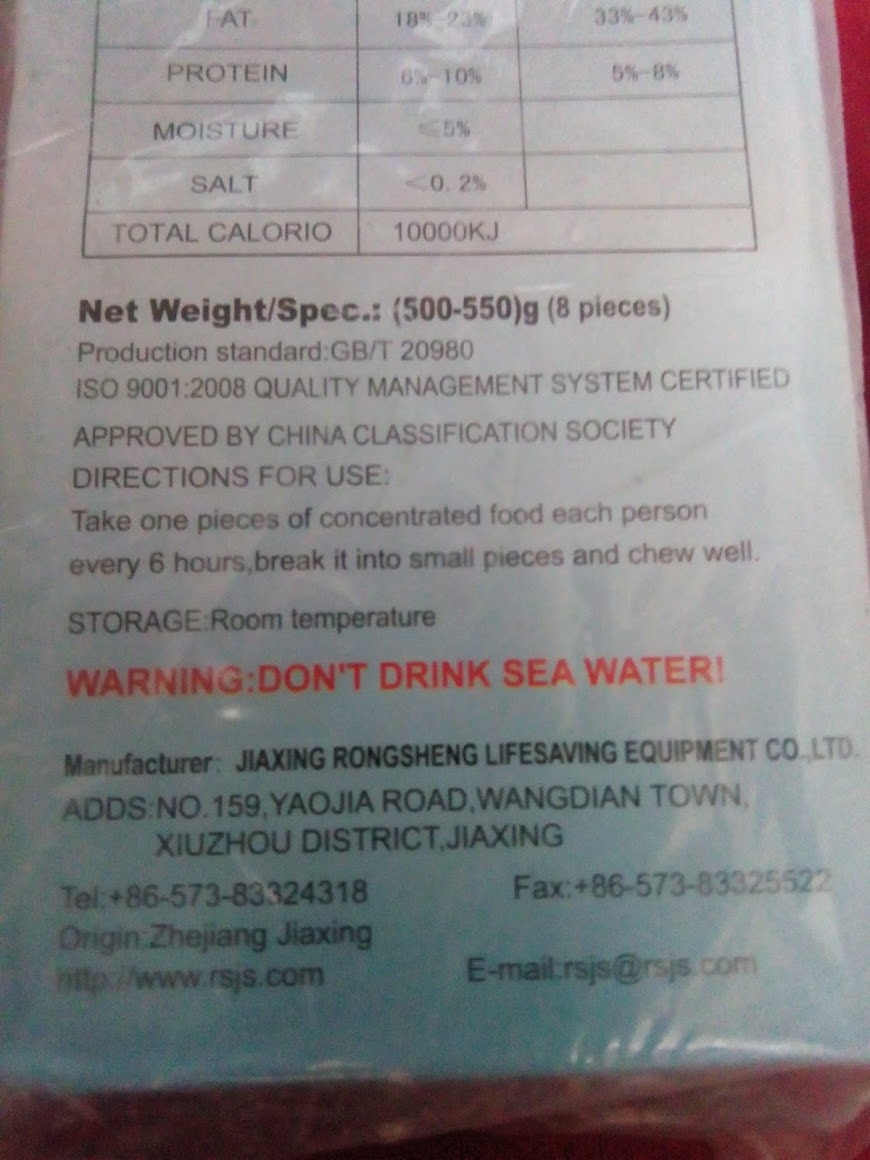 FAT 18%-23% 33%-43%
PROTEIN 6%-10% 5%-8%
MOISTURE ≤5%
SALT <0. 2%
TOTAL CALORIO 10000KJ
Net Weight/Spec.: (500-550)g (8 pieces)
Production standard:GB/T 20980
ISO 9001:2008 QUALITY MANAGEMENT SYSTEM CERTIFIED
APPROVED BY CHINA CLASSIFICATION SOCIETY
DIRECTIONS FOR USE:
Take one pieces of concentrated food each person
every 6 hours,break it into small pieces and chew well.
STORAGE:Room temperature
WARNING:DON'T DRINK SEA WATER!
Manufacturer: JIAXING RONGSHENG LIFESAVING EQUIPMENT CO.,LTD.
ADDS:NO.159,YAOJIA ROAD,WANGDIAN TOWN,
XIUZHOU DISTRICT,JIAXING
Tel:+86-573-83324318 Fax:+86-573-83325522
Origin:Zhejiang Jiaxing
http://www.rsjs.com E-mail:rsjs@rsjs.com